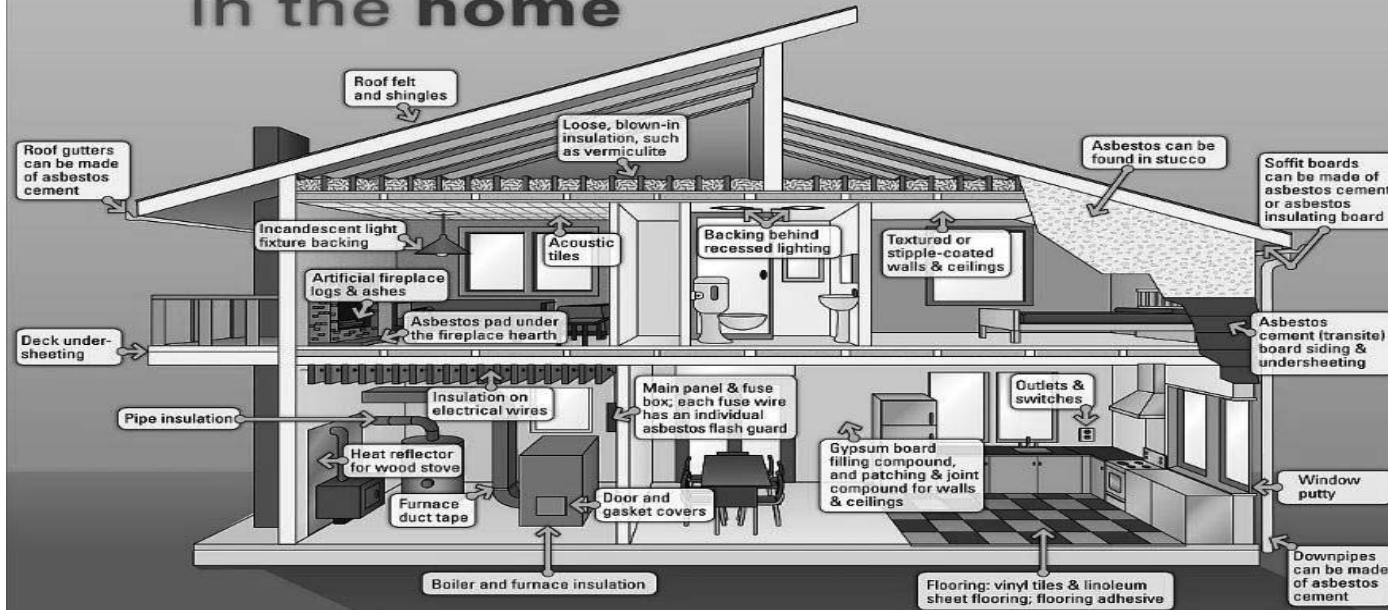 in the home
Roof felt
and shingles
Loose, blown-in
insulation, such
as vermiculite
Asbestos can be
found in stucco
Roof gutters
can be made
of asbestos
cement
Soffit boards
can be made of
asbestos cement
or asbestos
insulating board
Incandescent light
fixture backing
Acoustic
tiles
Backing behind
recessed lighting
Textured or
stipple-coated
walls & ceilings
Artificial fireplace
logs & ashes
Asbestos pad under
the fireplace hearth
Deck under-
sheeting
Asbestos
cement (transite)
board siding &
undersheeting
Insulation on
electrical wires
Main panel & fuse
box; each fuse wire
has an individual
asbestos flash guard
Outlets &
switches
Pipe insulation
Heat reflector
for wood stove
Gypsum board
filling compound,
and patching & joint
compound for walls
& ceilings
Furnace
duct tape
Door and
gasket covers
Window
putty
Boiler and furnace insulation
Flooring: vinyl tiles & linoleum
sheet flooring; flooring adhesive
Downpipes
can be made
of asbestos
cement